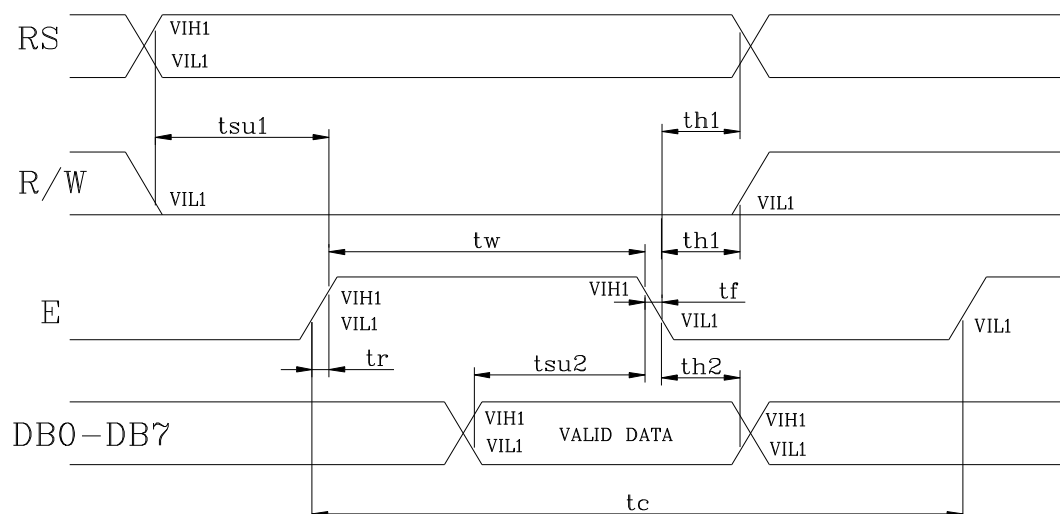 RS VIH1
VIL1
tsu1 th1
R/W VIL1 VIL1
tw th1
E VIH1 VIH1 tf
VIL1 VIL1 VIL1
tr tsu2 th2
DB0-DB7 VIH1 VALID DATA VIH1
VIL1 VIL1
tc